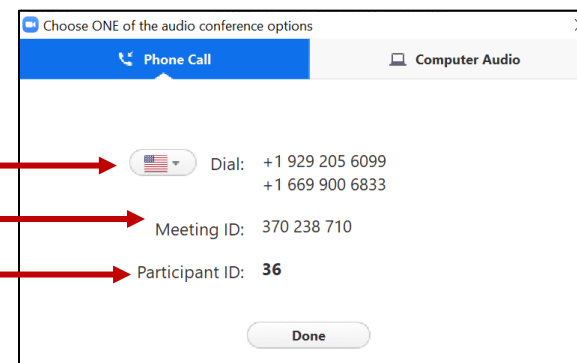 Choose ONE of the audio conference options
Phone Call
Computer Audio
Dial: +1 929 205 6099
+1 669 900 6833
Meeting ID: 370 238 710
Participant ID: 36
Done